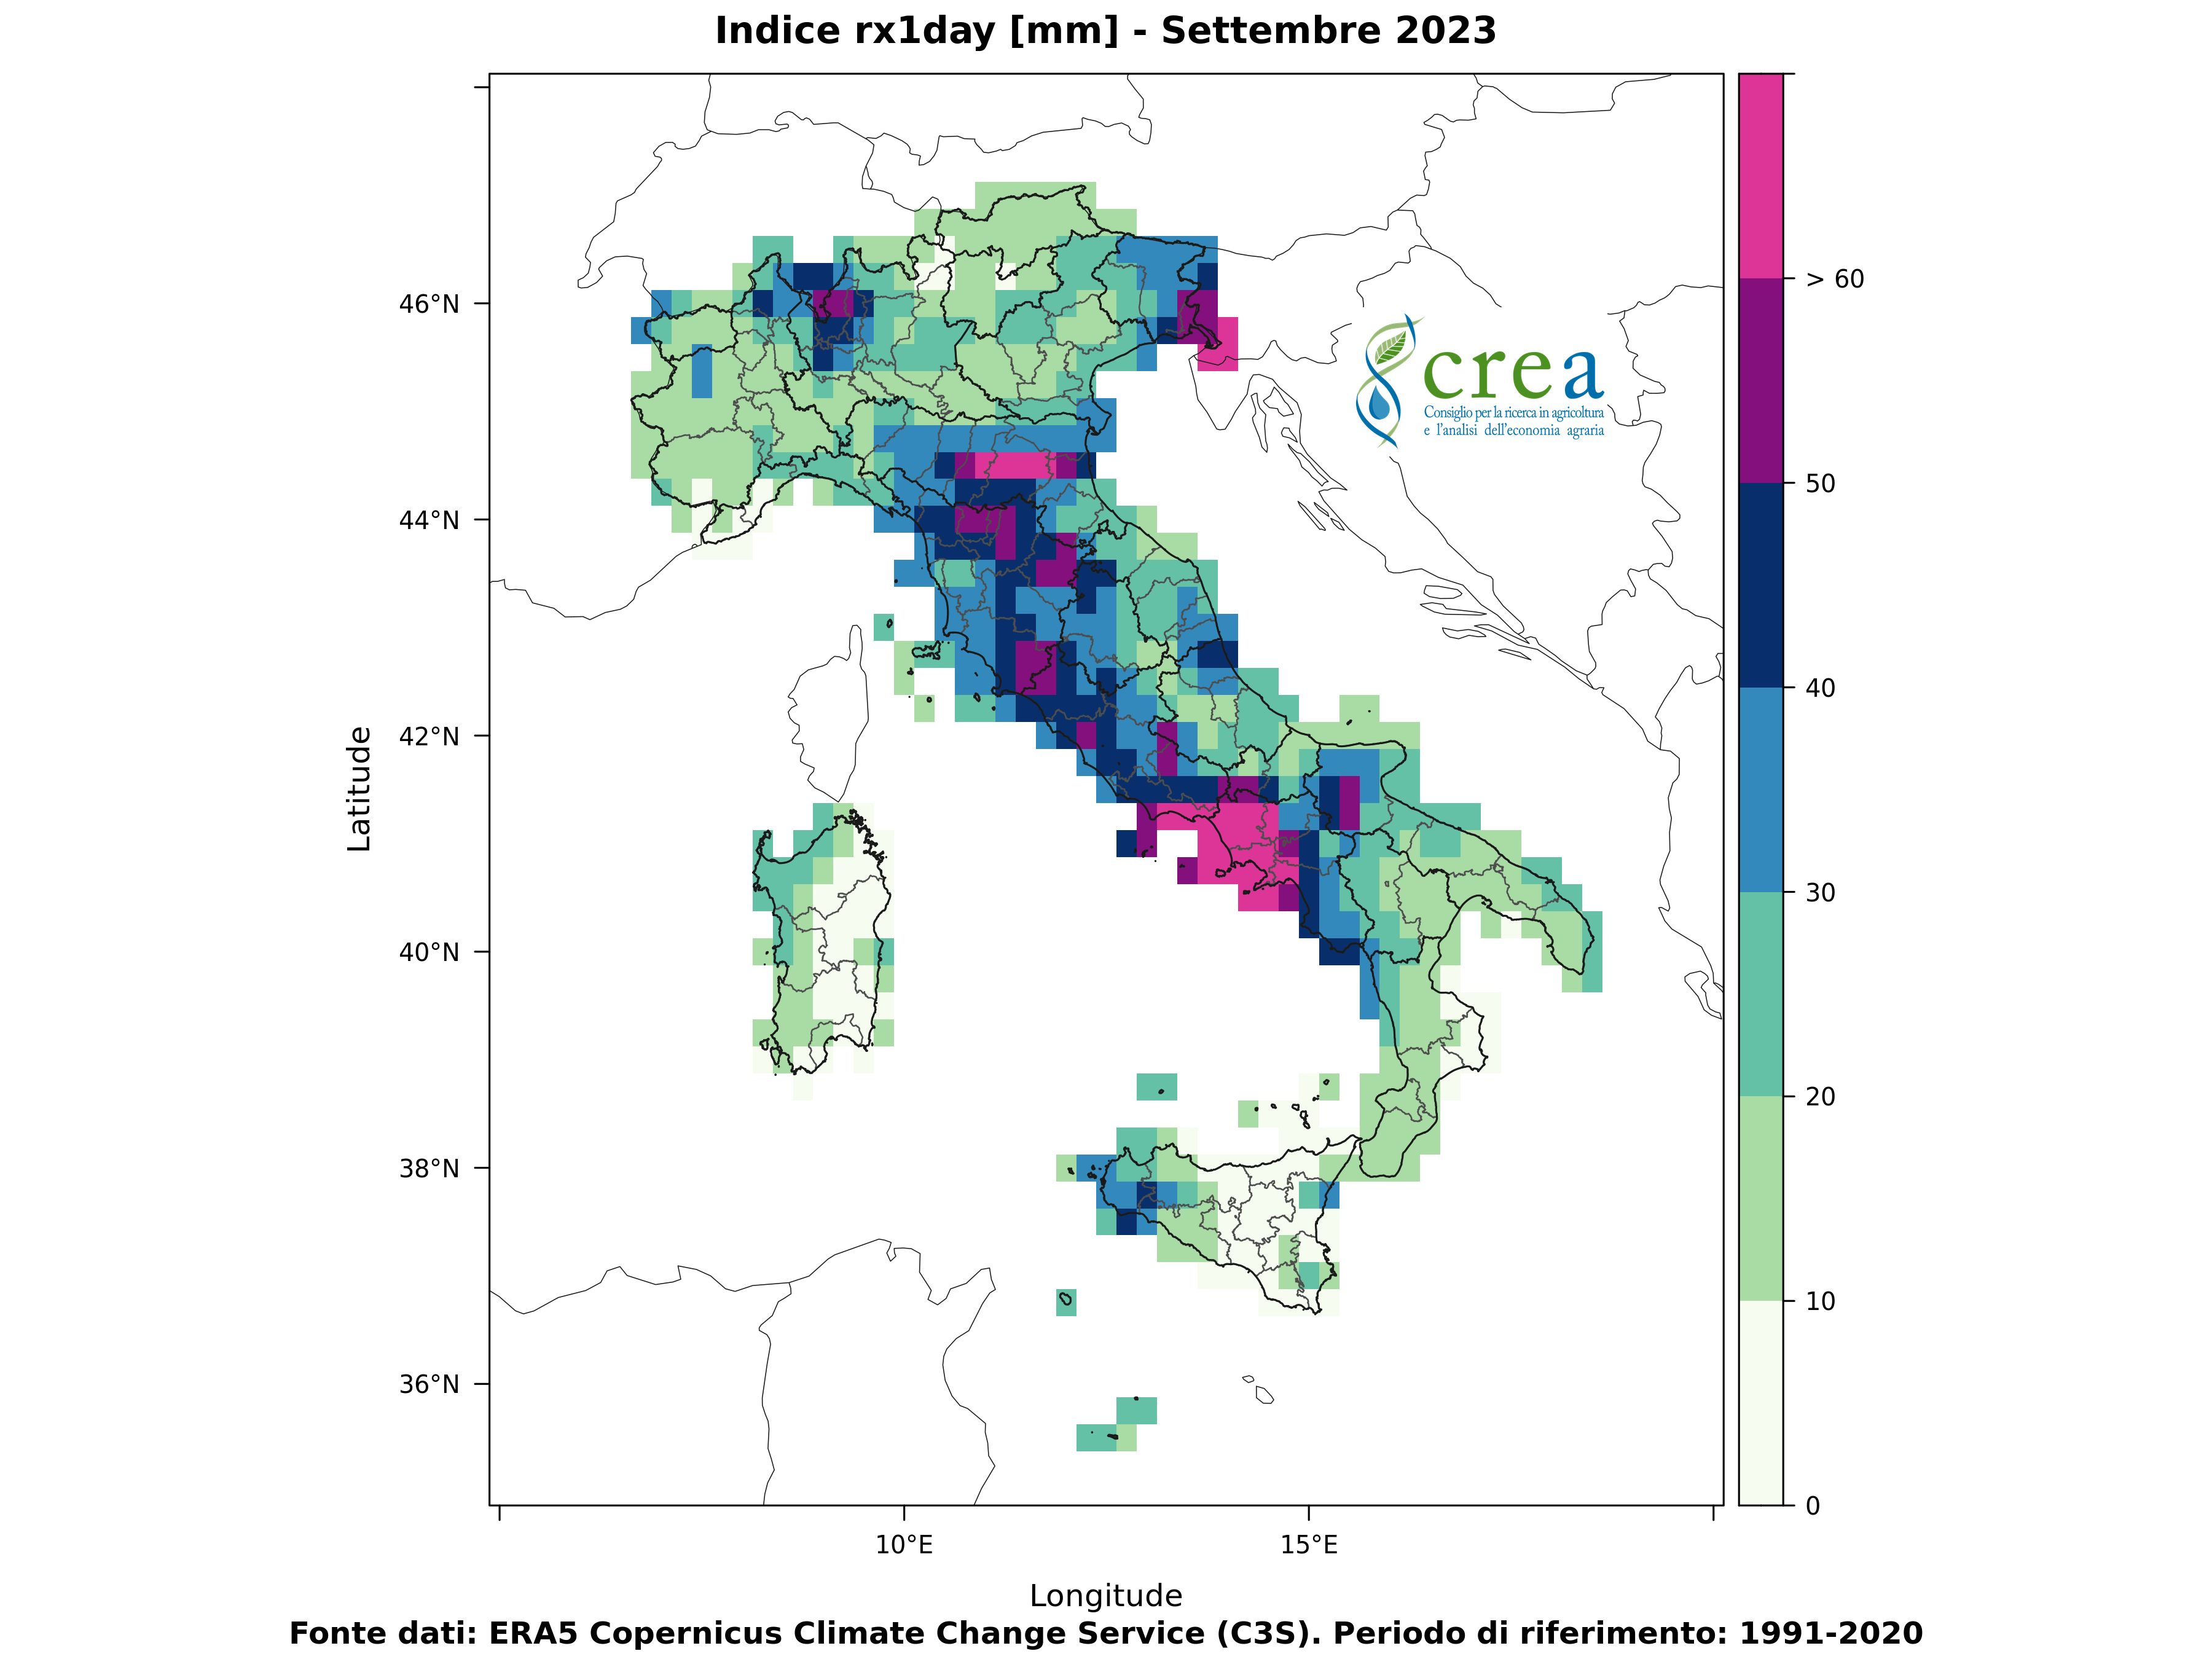 Indice rx1day [mm] - Settembre 2023
46°N
44°N
42°N
40°N
38°N
36°N
Latitude
10°E
15°E
Longitude
> 60
50
40
30
20
10
0
crea
Consiglio per la ricerca in agricoltura
e l'analisi dell'economia agraria
Fonte dati: ERA5 Copernicus Climate Change Service (C3S). Periodo di riferimento: 1991-2020